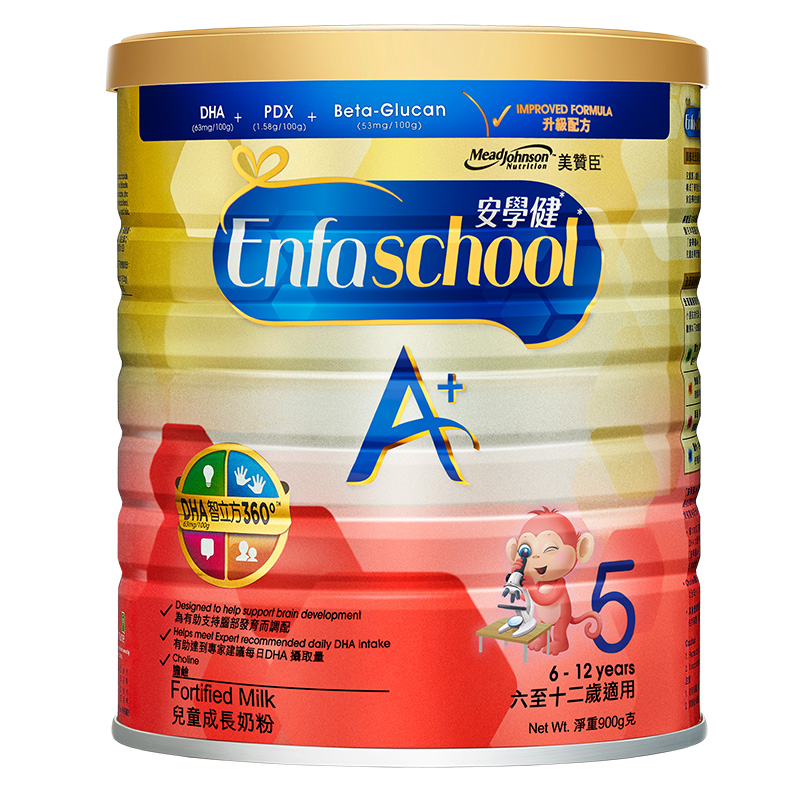 DHA + PDX + Beta-Glucan
(63mg/100g) (1.58g/100g) (53mg/100g)
IMPROVED FORMULA
升級配方
MeadJohnson™ 美贊臣®
Nutrition
安學健**
Enfaschool
A+
DHA智立方360°™
63mg/100g
Designed to help support brain development
為有助支持腦部發育而調配
Helps meet Expert recommended daily DHA intake
有助達到專家建議每日DHA 攝取量
Choline
膽鹼
Fortified Milk
兒童成長奶粉
5
6 - 12 years
六至十二歲適用
Net Wt. 淨重900g克